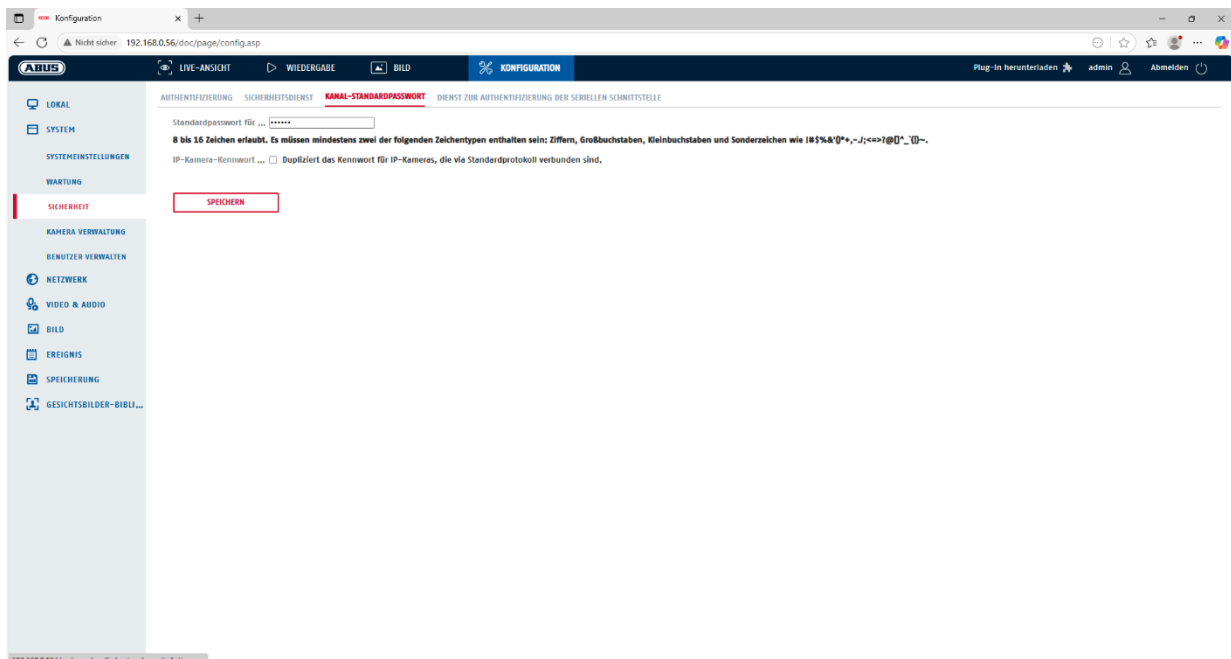 Konfiguration
Nicht sicher 192.168.0.56/doc/page/config.asp
ABUS LIVE-ANSICHT WIEDERGABE BILD KONFIGURATION Plug-In herunterladen admin Abmelden
LOKAL
SYSTEM
SYSTEMEINSTELLUNGEN
WARTUNG
SICHERHEIT
KAMERA VERWALTUNG
BENUTZER VERWALTEN
NETZWERK
VIDEO & AUDIO
BILD
EREIGNIS
SPEICHERUNG
GESICHTSBILDER-BIBLI...
AUTHENTIFIZIERUNG SICHERHEITSDIENST KANAL-STANDARDPASSWORT DIENST ZUR AUTHENTIFIZIERUNG DER SERIELLEN SCHNITTSTELLE
Standardpasswort für ... ••••••
8 bis 16 Zeichen erlaubt. Es müssen mindestens zwei der folgenden Zeichentypen enthalten sein: Ziffern, Großbuchstaben, Kleinbuchstaben und Sonderzeichen wie !#$%&'()*+,-./:;<=>?@[]^_`{|}~.
IP-Kamera-Kennwort ... Dupliziert das Kennwort für IP-Kameras, die via Standardprotokoll verbunden sind.
SPEICHERN